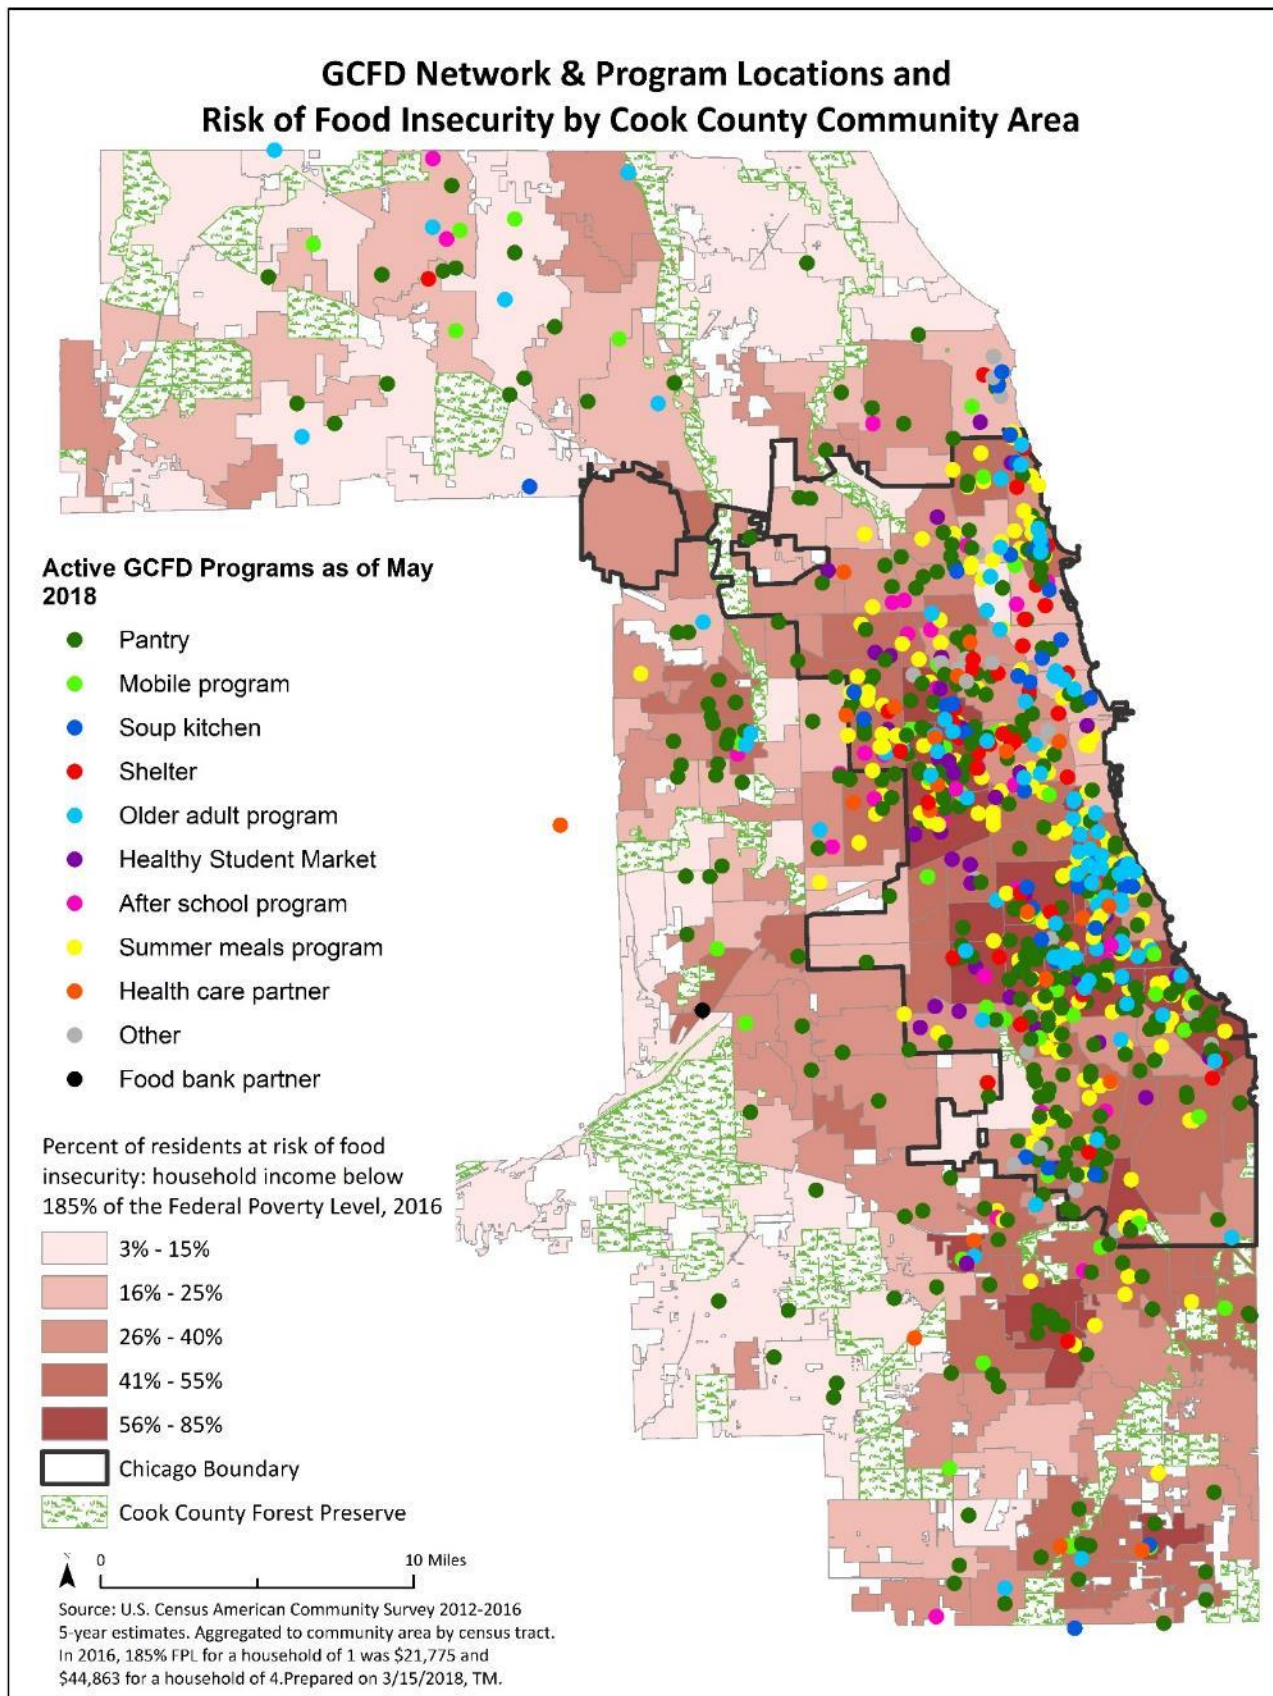 GCFD Network & Program Locations and
Risk of Food Insecurity by Cook County Community Area
Active GCFD Programs as of May
2018
Pantry
Mobile program
Soup kitchen
Shelter
Older adult program
Healthy Student Market
After school program
Summer meals program
Health care partner
Other
Food bank partner
Percent of residents at risk of food
insecurity: household income below
185% of the Federal Poverty Level, 2016
3% - 15%
16% - 25%
26% - 40%
41% - 55%
56% - 85%
Chicago Boundary
Cook County Forest Preserve
N
0 10 Miles
Source: U.S. Census American Community Survey 2012-2016
5-year estimates. Aggregated to community area by census tract.
In 2016, 185% FPL for a household of 1 was $21,775 and
$44,863 for a household of 4.Prepared on 3/15/2018, TM.